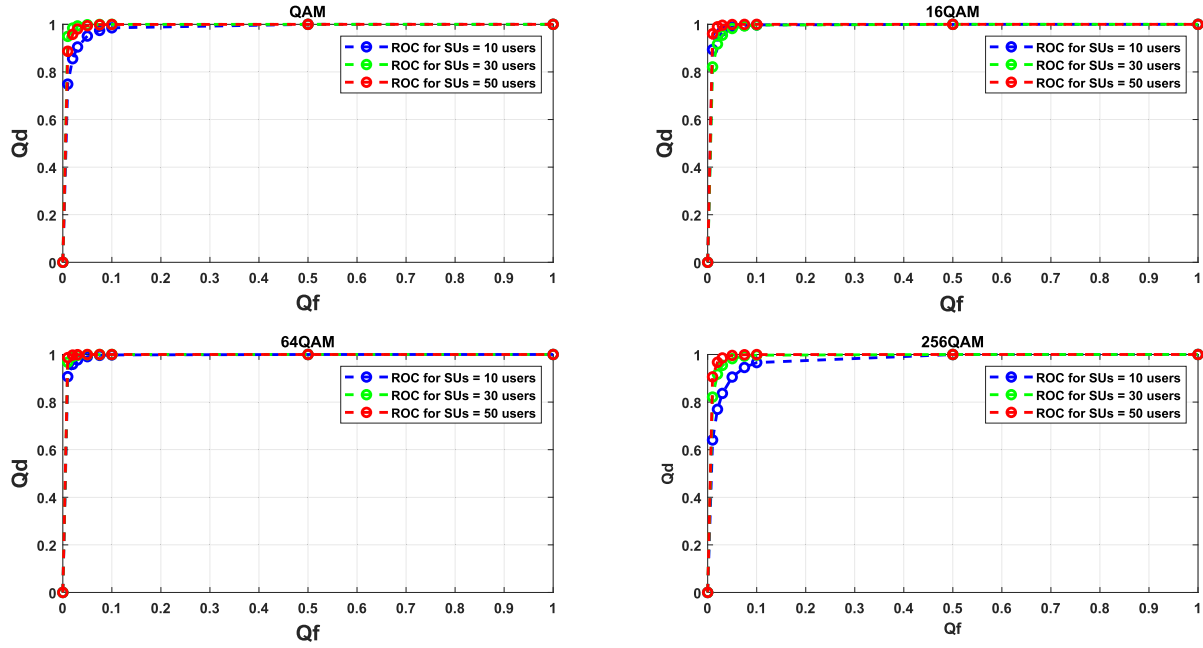 QAM
1
0.8
0.6
0.4
0.2
0
Qd
0 0.1 0.2 0.3 0.4 0.5 0.6 0.7 0.8 0.9 1
Qf
ROC for SUs = 10 users
ROC for SUs = 30 users
ROC for SUs = 50 users
16QAM
1
0.8
0.6
0.4
0.2
0
Qd
0 0.1 0.2 0.3 0.4 0.5 0.6 0.7 0.8 0.9 1
Qf
ROC for SUs = 10 users
ROC for SUs = 30 users
ROC for SUs = 50 users
64QAM
1
0.8
0.6
0.4
0.2
0
Qd
0 0.1 0.2 0.3 0.4 0.5 0.6 0.7 0.8 0.9 1
Qf
ROC for SUs = 10 users
ROC for SUs = 30 users
ROC for SUs = 50 users
256QAM
1
0.8
0.6
0.4
0.2
0
Qd
0 0.1 0.2 0.3 0.4 0.5 0.6 0.7 0.8 0.9 1
Qf
ROC for SUs = 10 users
ROC for SUs = 30 users
ROC for SUs = 50 users